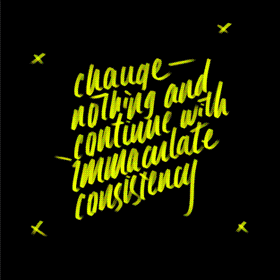 change
nothing and
continue with
immaculate
consistency